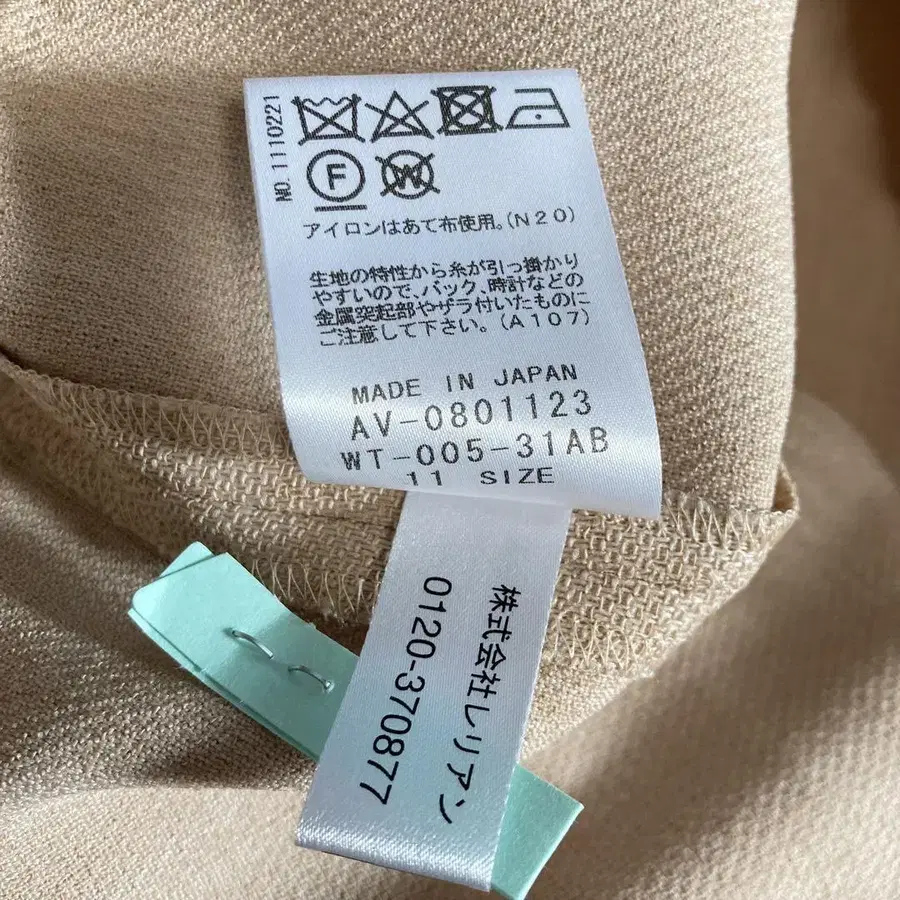 NO.1110221
F
W
アイロンはあて布使用。(N20)
生地の特性から糸が引っ掛かり
やすいので、バック、時計などの
金属突起部やザラ付いたものに
ご注意して下さい。(A107)
MADE IN JAPAN
AV-0801123
WT-005-31AB
11 SIZE
株式会社レリアン
0120-370877